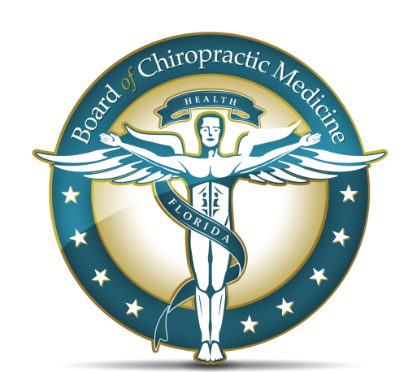 Board of Chiropractic Medicine
HEALTH
FLORIDA